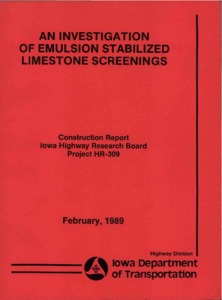 AN INVESTIGATION
OF EMULSION STABILIZED
LIMESTONE SCREENINGS
Construction Report
Iowa Highway Research Board
Project HR-309
February, 1989
Highway Division
Iowa Department
of Transportation